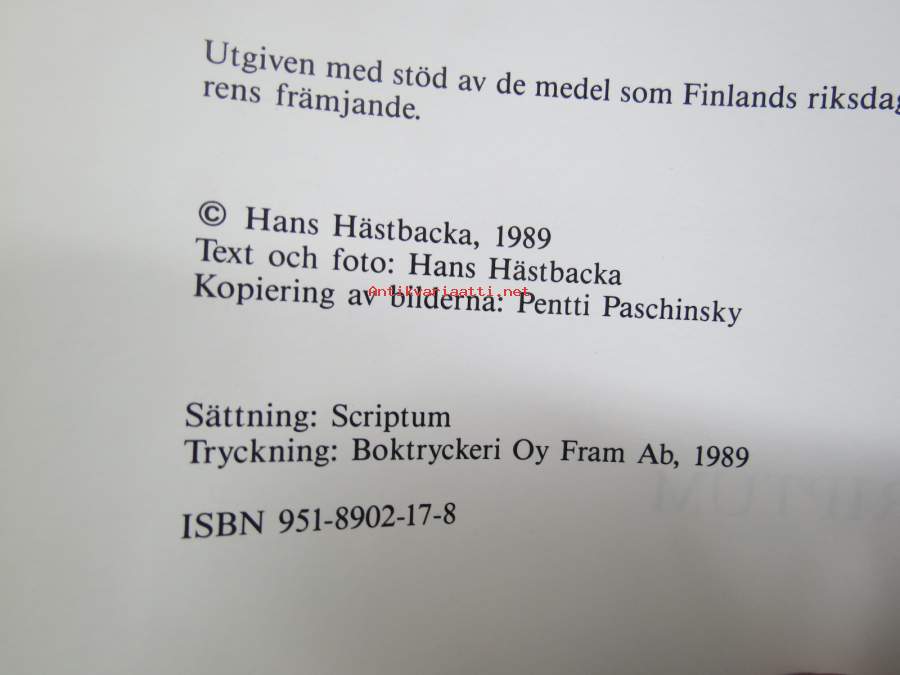 Utgiven med stöd av de medel som Finlands riksdag
rens främjande.
© Hans Hästbacka, 1989
Text och foto: Hans Hästbacka
Kopiering av bilderna: Pentti Paschinsky
Antikvariaatti.net
Sättning: Scriptum
Tryckning: Boktryckeri Oy Fram Ab, 1989
ISBN 951-8902-17-8